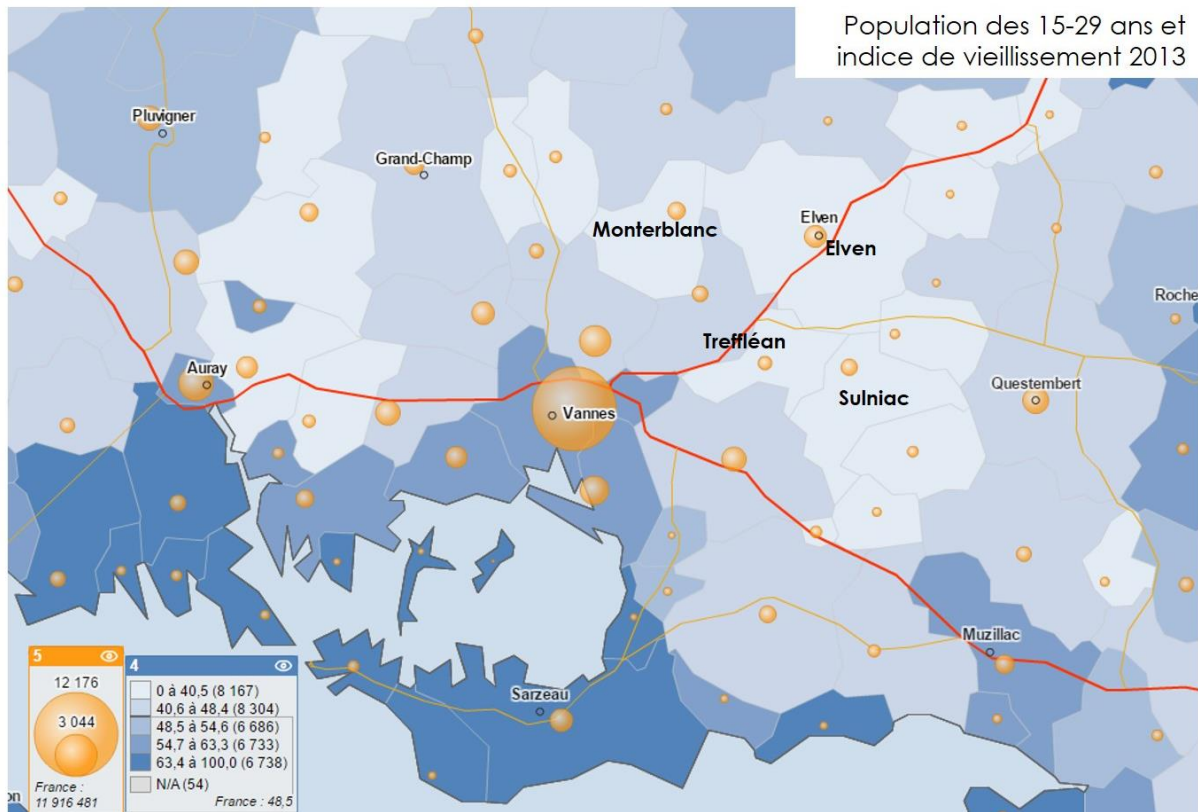 Population des 15-29 ans et
indice de vieillissement 2013
Pluvigner
Grand-Champ
Monterblanc
Elven
Elven
Roche
Treffléan
Auray
Vannes
Sulniac
Questembert
Muzillac
Sarzeau
5
12 176
3 044
France :
11 916 481
4
0 à 40,5 (8 167)
40,6 à 48,4 (8 304)
48,5 à 54,6 (6 686)
54,7 à 63,3 (6 733)
63,4 à 100,0 (6 738)
N/A (54)
France : 48,5
on